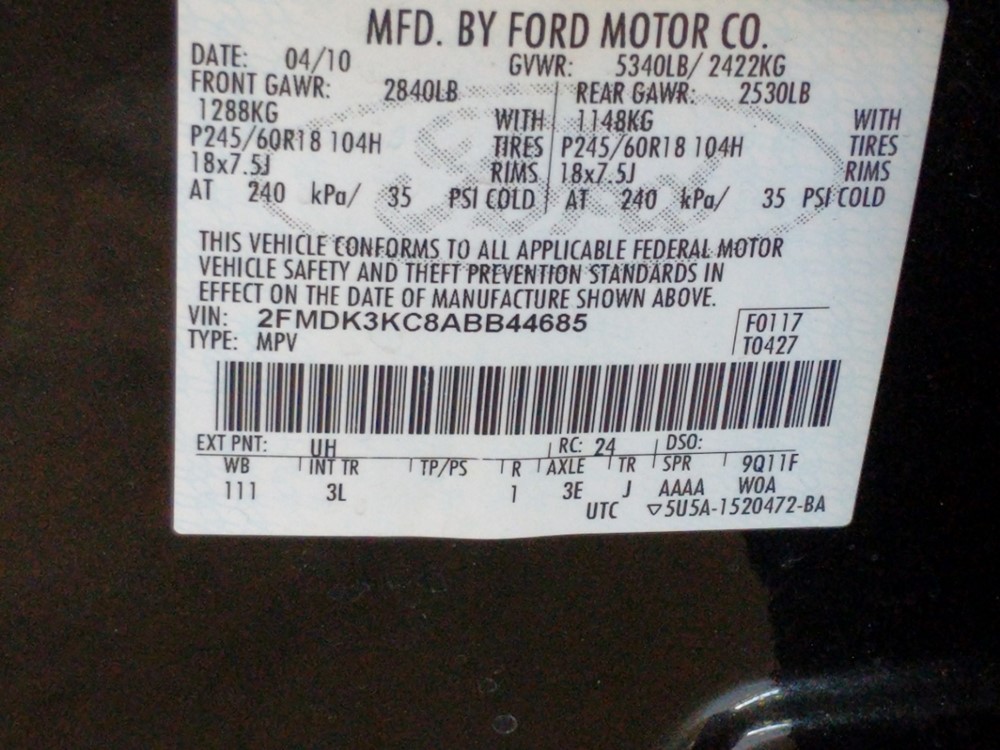 MFD. BY FORD MOTOR CO.
DATE: 04/10 GVWR: 5340LB/ 2422KG
FRONT GAWR: 2840LB REAR GAWR: 2530LB
1288KG WITH 1148KG WITH
P245/60R18 104H TIRES P245/60R18 104H TIRES
18x7.5J RIMS 18x7.5J RIMS
AT 240 kPa/ 35 PSI COLD AT 240 kPa/ 35 PSI COLD
THIS VEHICLE CONFORMS TO ALL APPLICABLE FEDERAL MOTOR
VEHICLE SAFETY AND THEFT PREVENTION STANDARDS IN
EFFECT ON THE DATE OF MANUFACTURE SHOWN ABOVE.
VIN: 2FMDK3KC8ABB44685 F0117
TYPE: MPV T0427
EXT PNT: UH RC: 24 DSO:
WB INT TR TP/PS R AXLE TR SPR 9Q11F
111 3L 1 3E J AAAA W0A
UTC ▽5U5A-1520472-BA